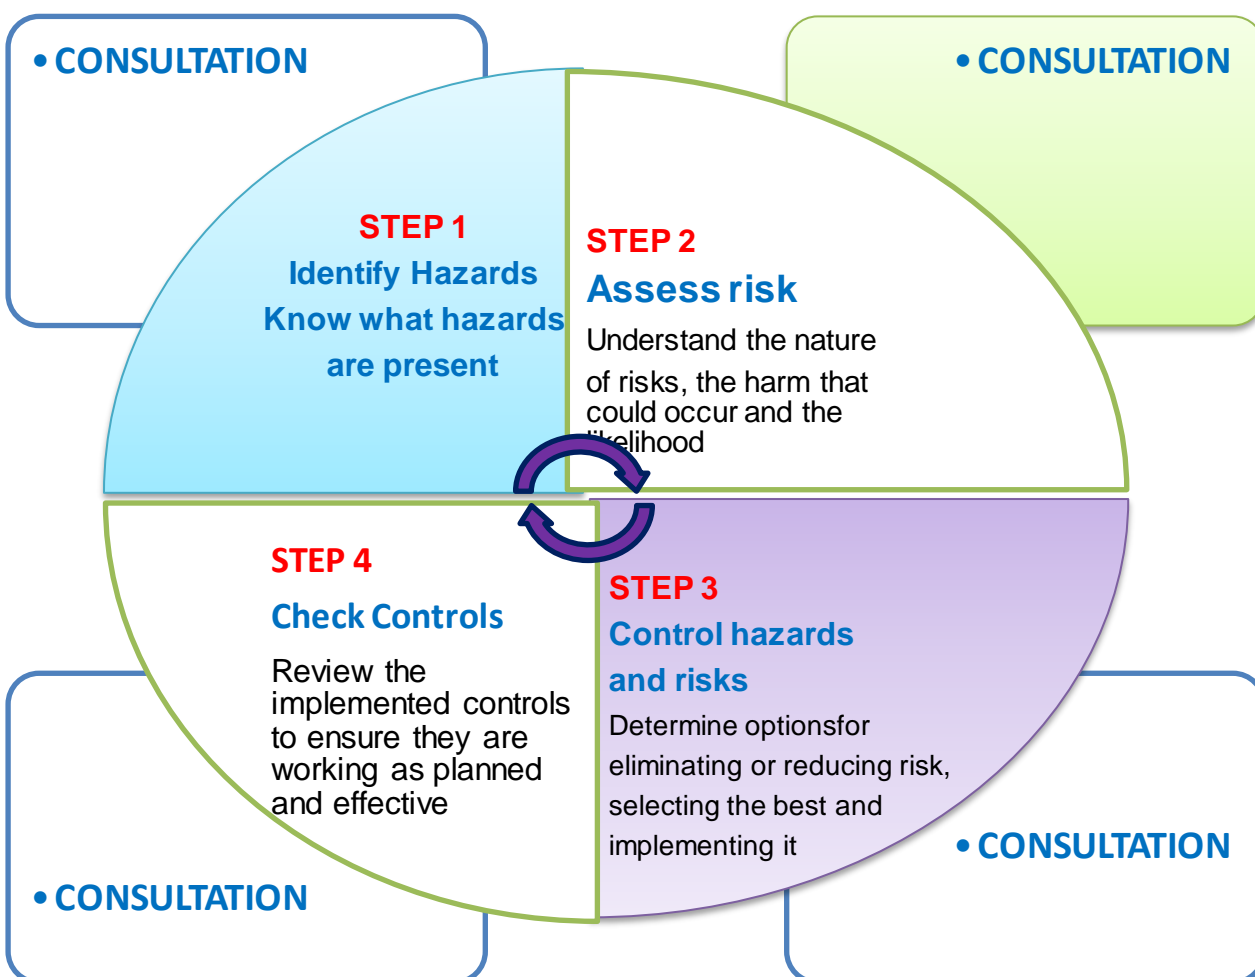 • CONSULTATION
• CONSULTATION
STEP 1
Identify Hazards
Know what hazards
are present
STEP 2
Assess risk
Understand the nature
of risks, the harm that
could occur and the
likelihood
STEP 3
Control hazards
and risks
Determine optionsfor
eliminating or reducing risk,
selecting the best and
implementing it
STEP 4
Check Controls
Review the
implemented controls
to ensure they are
working as planned
and effective
• CONSULTATION
• CONSULTATION